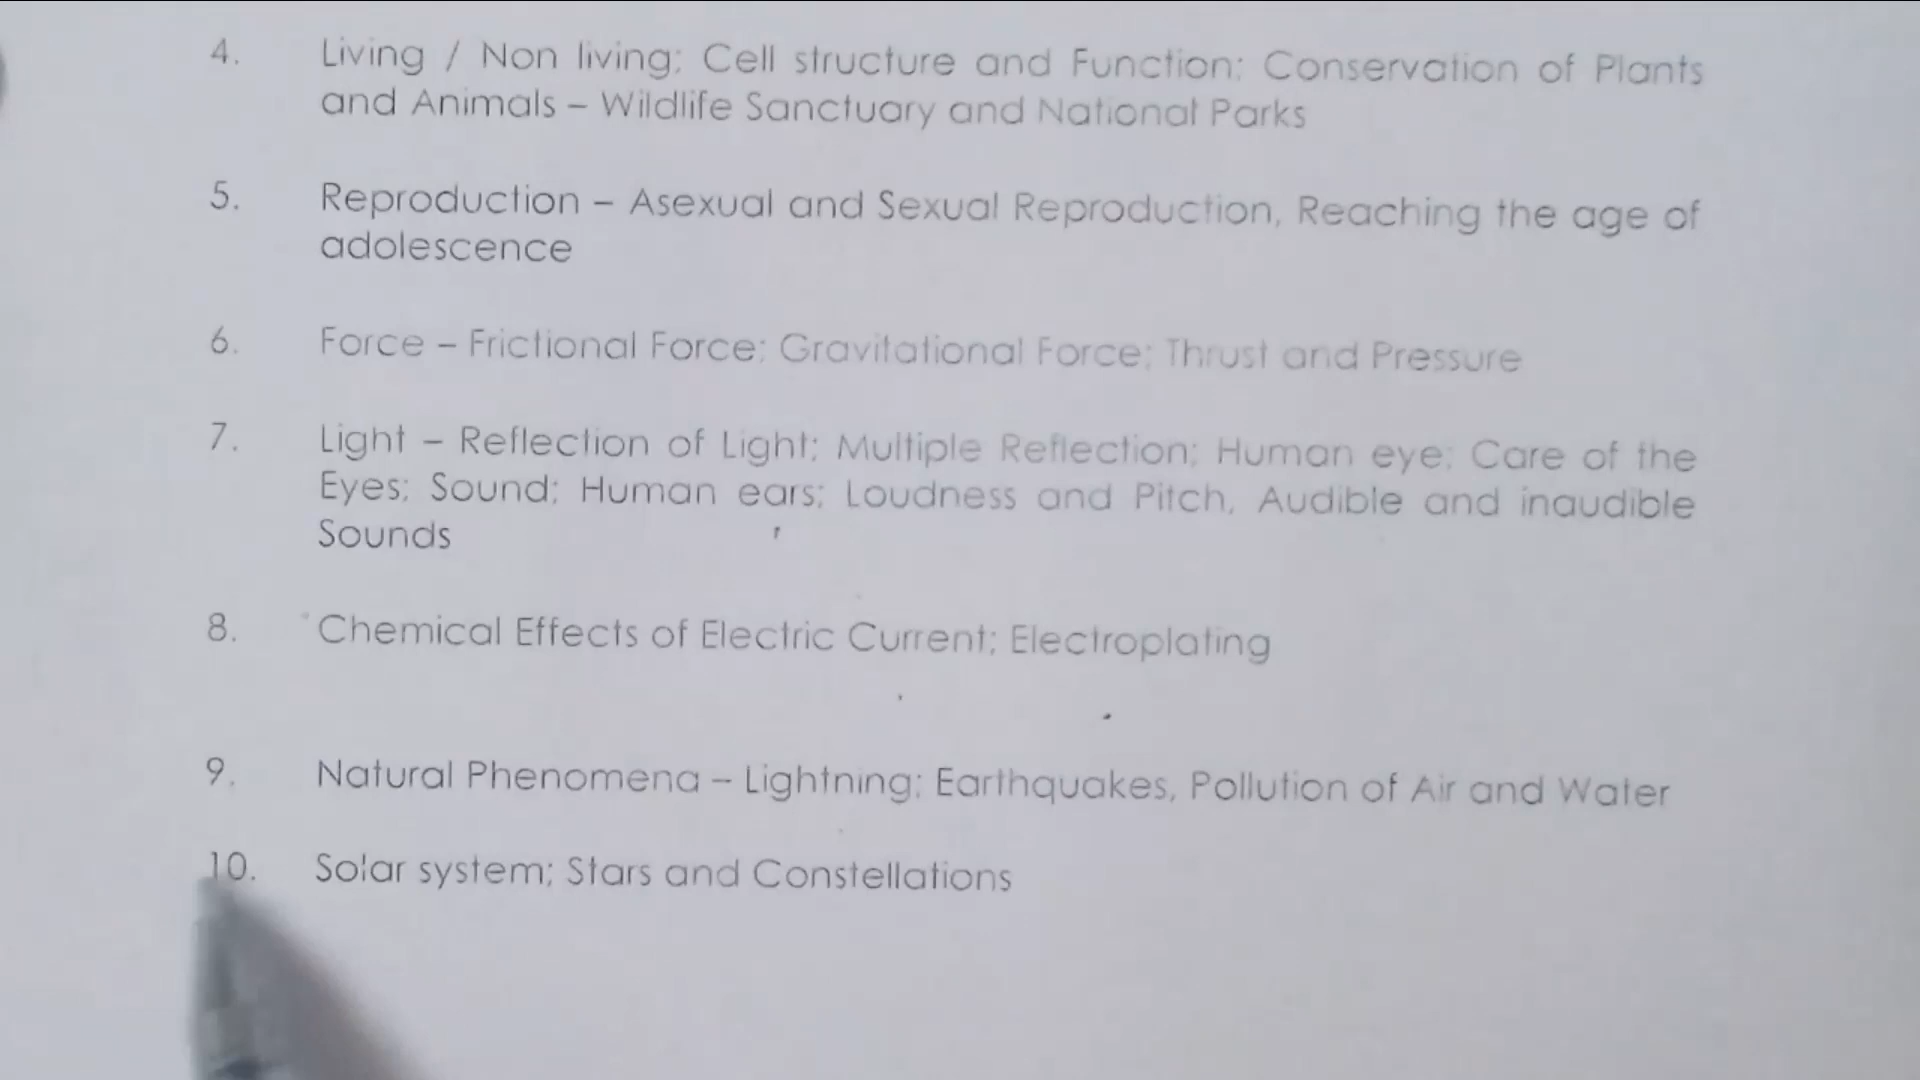 4. Living / Non living; Cell structure and Function; Conservation of Plants
and Animals – Wildlife Sanctuary and National Parks
5. Reproduction – Asexual and Sexual Reproduction, Reaching the age of
adolescence
6. Force – Frictional Force; Gravitational Force; Thrust and Pressure
7. Light – Reflection of Light; Multiple Reflection; Human eye; Care of the
Eyes; Sound; Human ears; Loudness and Pitch, Audible and inaudible
Sounds
8. Chemical Effects of Electric Current; Electroplating
9. Natural Phenomena – Lightning; Earthquakes, Pollution of Air and Water
10. Solar system; Stars and Constellations